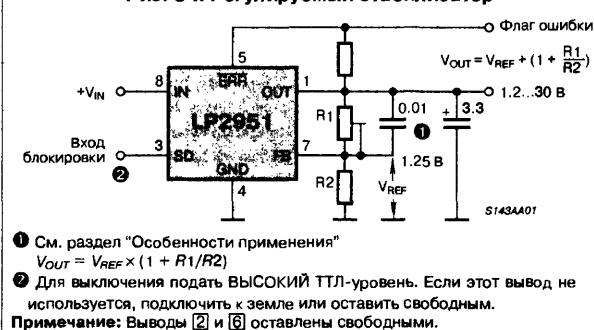 Флаг ошибки
V_OUT = V_REF + (1 + R1/R2)
5
ERR
8
1
+V_IN
IN
OUT
1.2...30 В
LP2951
R1
0.01
+
3.3
❶
Вход
блокировки
❷
3
SD
7
FB
1.25 В
GND
4
R2
V_REF
S143AA01
❶ См. раздел "Особенности применения"
V_OUT = V_REF × (1 + R1/R2)
❷ Для выключения подать ВЫСОКИЙ ТТЛ-уровень. Если этот вывод не
используется, подключить к земле или оставить свободным.
Примечание: Выводы [2] и [6] оставлены свободными.